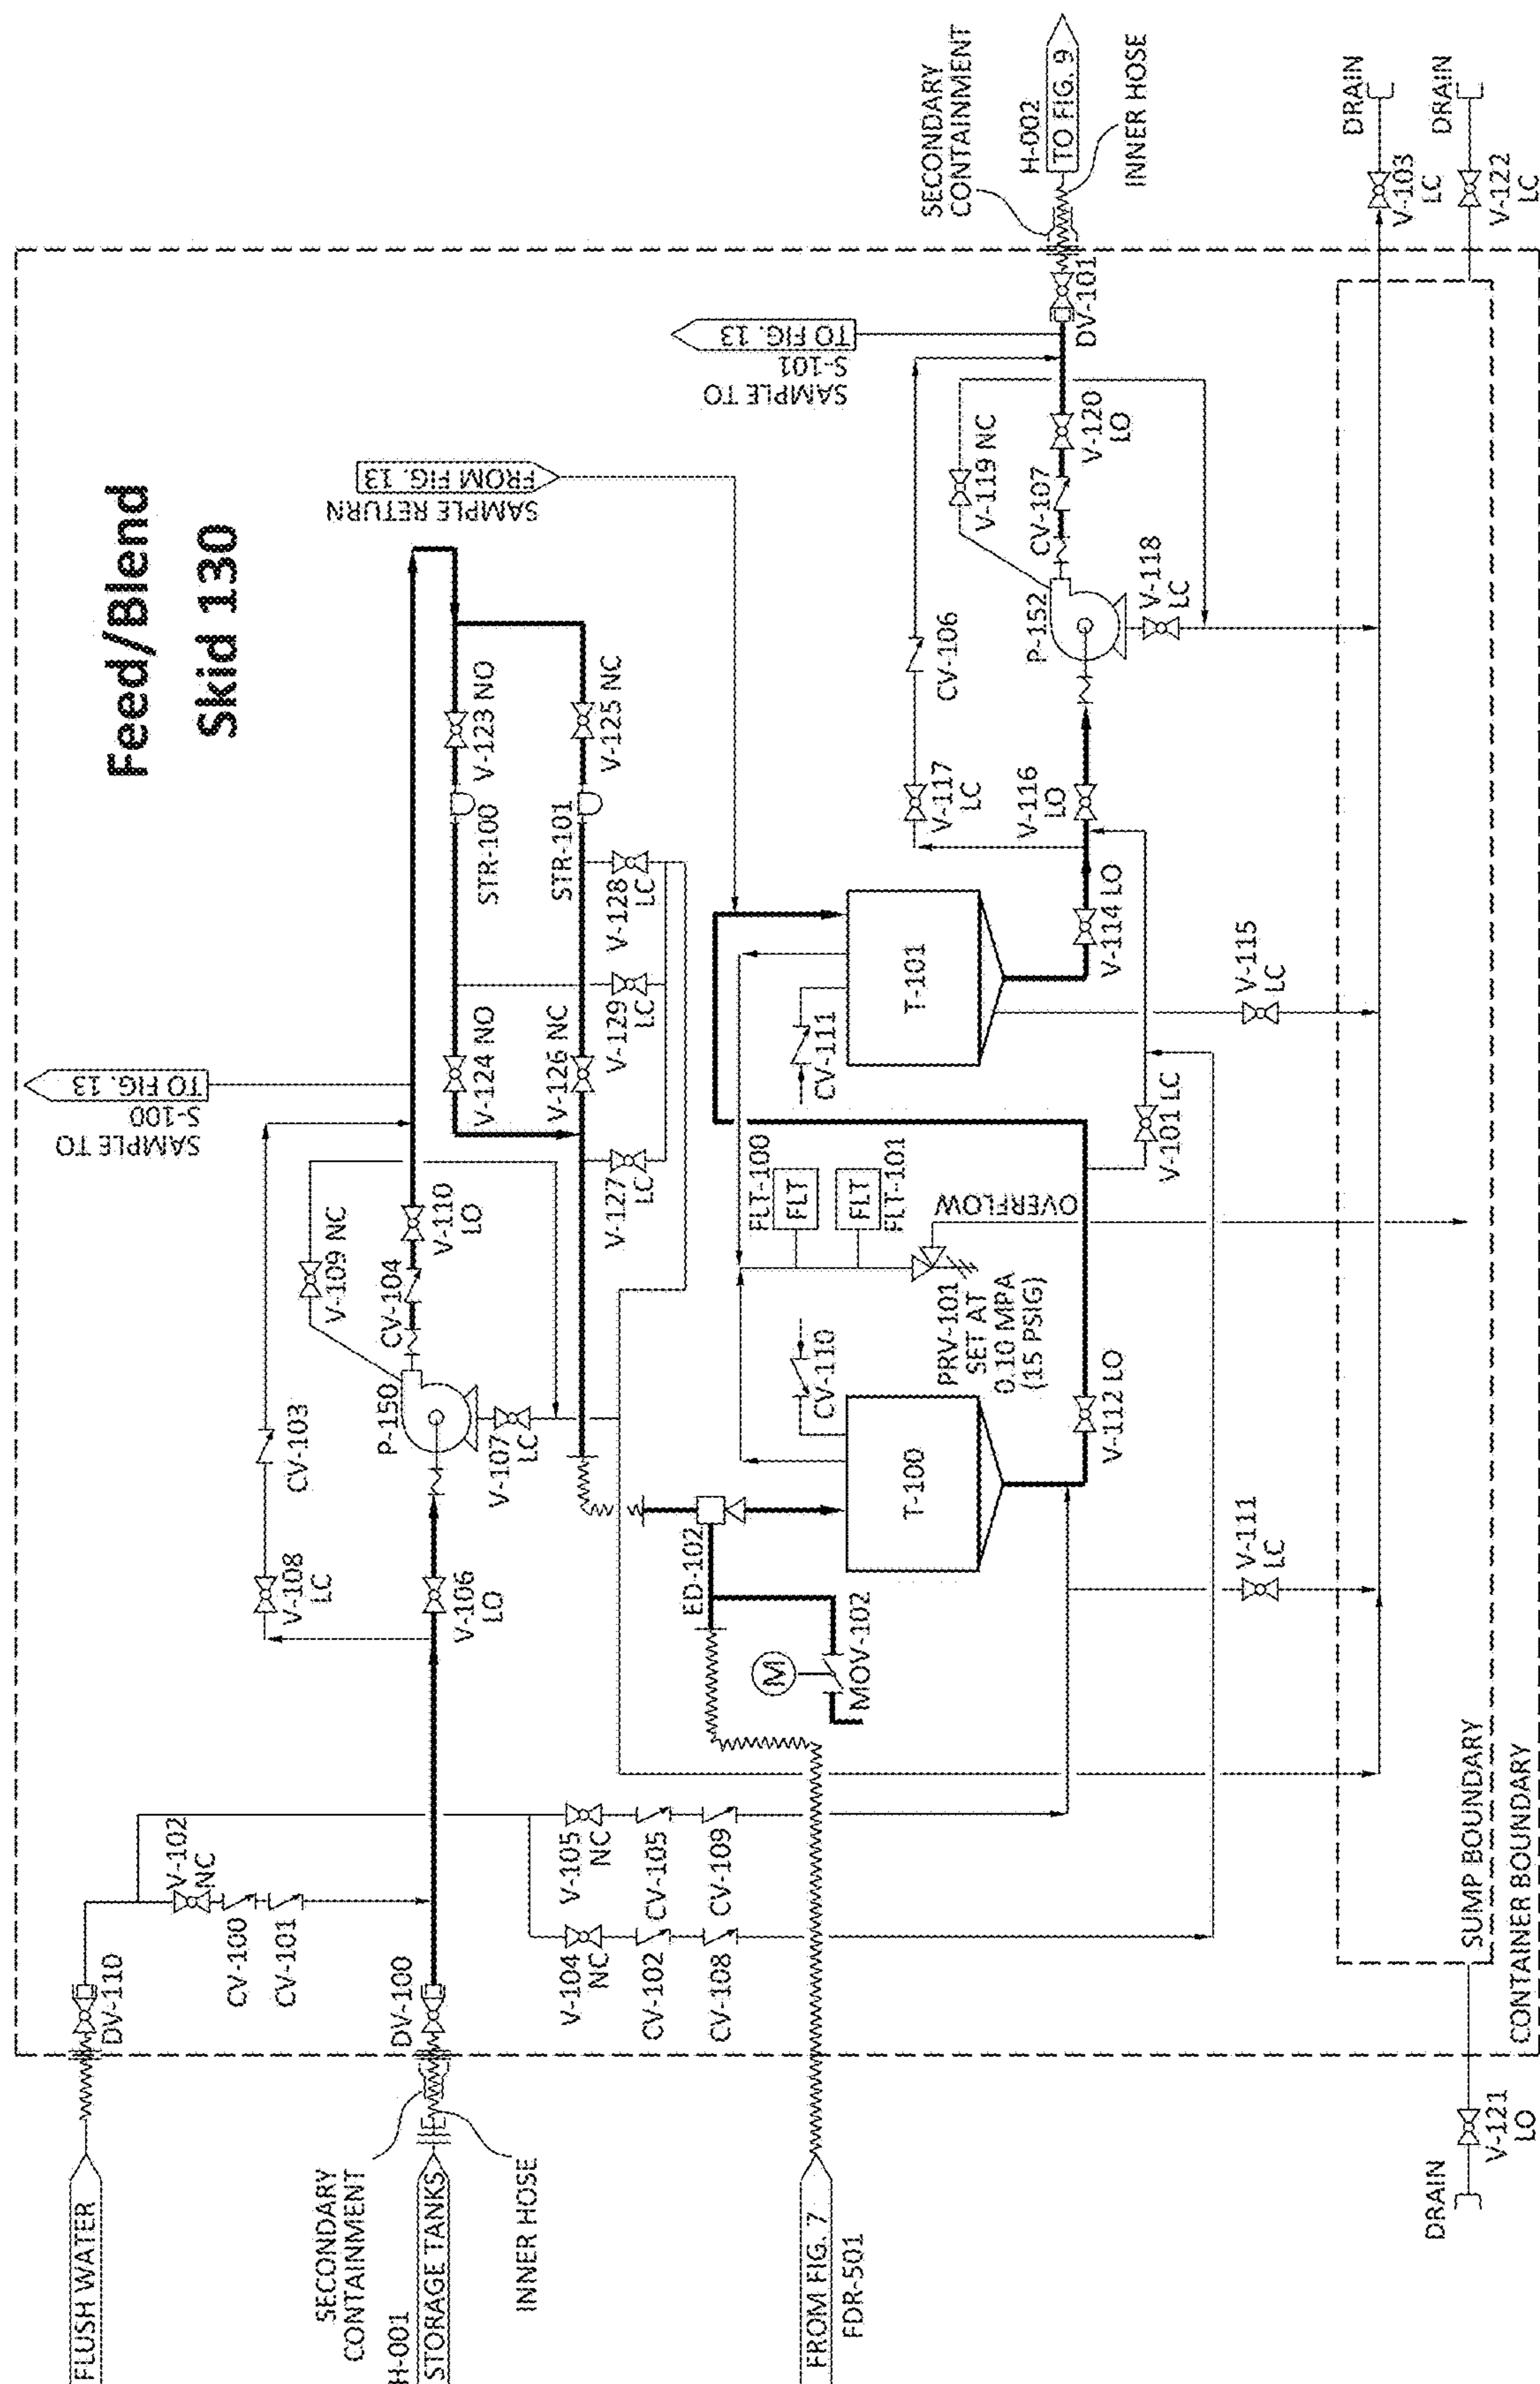 Feed/Blend
Skid 130
FLUSH WATER
DV-110
V-102
NC
CV-100
CV-101
SECONDARY
CONTAINMENT
H-001
STORAGE TANKS
INNER HOSE
DV-100
V-108
LC
CV-103
V-106
LO
P-150
V-107
LC
V-109 NC
CV-104
V-110
LO
SAMPLE TO
S-100
TO FIG. 13
V-123 NO
STR-100
V-124 NO
V-125 NC
STR-101
V-126 NC
V-127
LC
V-129
LC
V-128
LC
SAMPLE RETURN
FROM FIG. 13
V-105
NC
CV-105
CV-109
V-104
NC
CV-102
CV-108
FROM FIG. 7
FDR-501
ED-102
M
MOV-102
T-100
CV-110
FLT-100
FLT
FLT
FLT-101
PRV-101
SET AT
0.10 MPA
(15 PSIG)
OVERFLOW
V-112 LO
V-111
LC
T-101
CV-111
V-114 LO
V-101 LC
V-115
LC
V-117
LC
CV-106
V-116
LO
P-152
V-118
LC
V-119 NC
CV-107
V-120
LO
SAMPLE TO
S-101
TO FIG. 13
DV-101
SECONDARY
CONTAINMENT
H-002
TO FIG. 9
INNER HOSE
DRAIN
V-103
LC
DRAIN
V-122
LC
SUMP BOUNDARY
CONTAINER BOUNDARY
DRAIN
V-121
LO